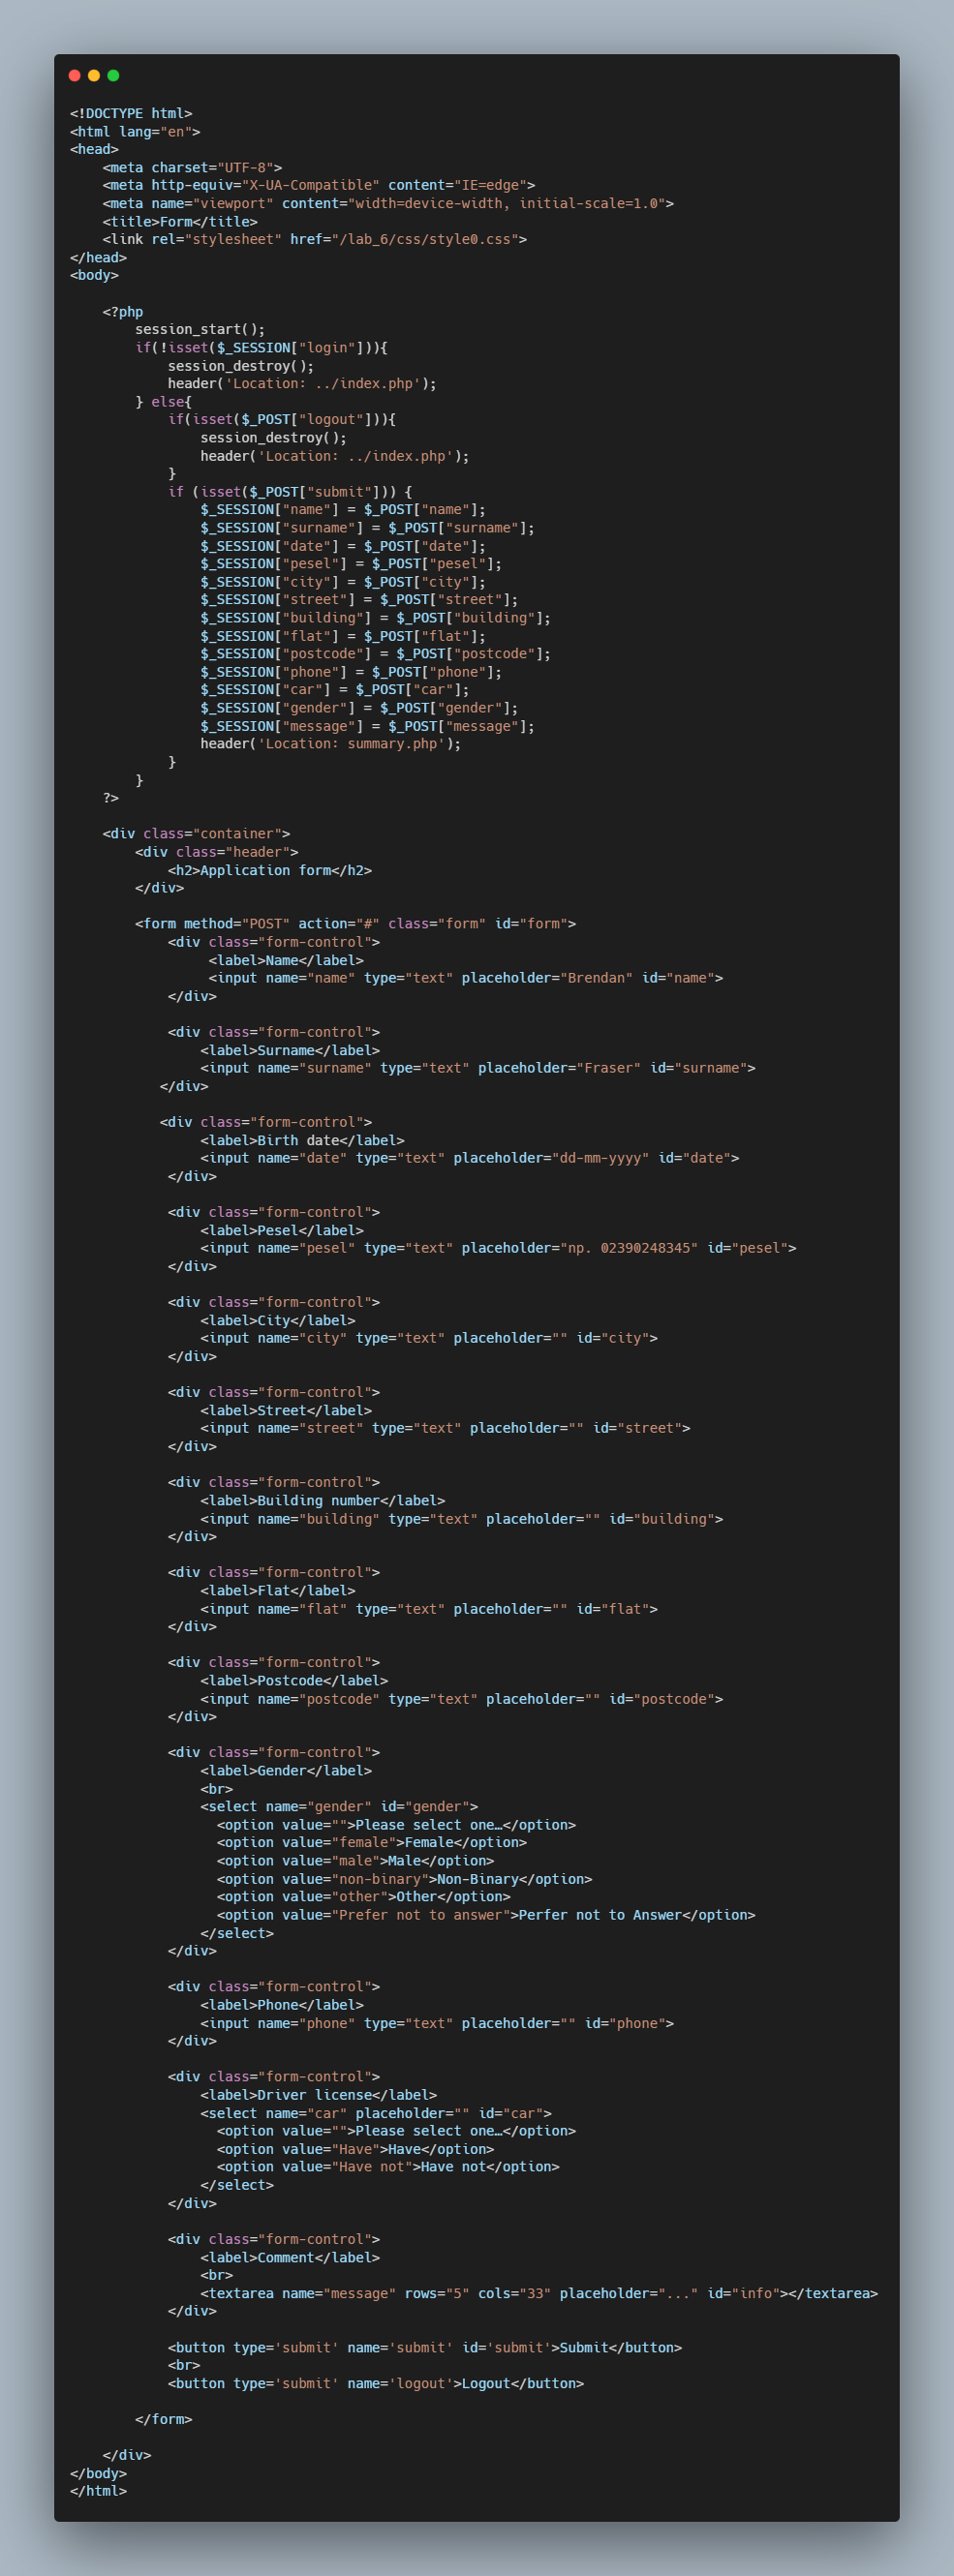 <!DOCTYPE html>
<html lang="en">
<head>
    <meta charset="UTF-8">
    <meta http-equiv="X-UA-Compatible" content="IE=edge">
    <meta name="viewport" content="width=device-width, initial-scale=1.0">
    <title>Form</title>
    <link rel="stylesheet" href="/lab_6/css/style0.css">
</head>
<body>

    <?php
        session_start();
        if(!isset($_SESSION["login"])){
            session_destroy();
            header('Location: ../index.php');
        } else{
            if(isset($_POST["logout"])){
                session_destroy();
                header('Location: ../index.php');
            }
            if (isset($_POST["submit"])) {
                $_SESSION["name"] = $_POST["name"];
                $_SESSION["surname"] = $_POST["surname"];
                $_SESSION["date"] = $_POST["date"];
                $_SESSION["pesel"] = $_POST["pesel"];
                $_SESSION["city"] = $_POST["city"];
                $_SESSION["street"] = $_POST["street"];
                $_SESSION["building"] = $_POST["building"];
                $_SESSION["flat"] = $_POST["flat"];
                $_SESSION["postcode"] = $_POST["postcode"];
                $_SESSION["phone"] = $_POST["phone"];
                $_SESSION["car"] = $_POST["car"];
                $_SESSION["gender"] = $_POST["gender"];
                $_SESSION["message"] = $_POST["message"];
                header('Location: summary.php');
            }
        }
    ?>

    <div class="container">
        <div class="header">
            <h2>Application form</h2>
        </div>

        <form method="POST" action="#" class="form" id="form">
            <div class="form-control">
                 <label>Name</label>
                 <input name="name" type="text" placeholder="Brendan" id="name">
            </div>

            <div class="form-control">
                <label>Surname</label>
                <input name="surname" type="text" placeholder="Fraser" id="surname">
           </div>

           <div class="form-control">
                <label>Birth date</label>
                <input name="date" type="text" placeholder="dd-mm-yyyy" id="date">
            </div>

            <div class="form-control">
                <label>Pesel</label>
                <input name="pesel" type="text" placeholder="np. 02390248345" id="pesel">
            </div>

            <div class="form-control">
                <label>City</label>
                <input name="city" type="text" placeholder="" id="city">
            </div>

            <div class="form-control">
                <label>Street</label>
                <input name="street" type="text" placeholder="" id="street">
            </div>

            <div class="form-control">
                <label>Building number</label>
                <input name="building" type="text" placeholder="" id="building">
            </div>

            <div class="form-control">
                <label>Flat</label>
                <input name="flat" type="text" placeholder="" id="flat">
            </div>

            <div class="form-control">
                <label>Postcode</label>
                <input name="postcode" type="text" placeholder="" id="postcode">
            </div>

            <div class="form-control">
                <label>Gender</label>
                <br>
                <select name="gender" id="gender">
                  <option value="">Please select one…</option>
                  <option value="female">Female</option>
                  <option value="male">Male</option>
                  <option value="non-binary">Non-Binary</option>
                  <option value="other">Other</option>
                  <option value="Prefer not to answer">Perfer not to Answer</option>
                </select>
            </div>

            <div class="form-control">
                <label>Phone</label>
                <input name="phone" type="text" placeholder="" id="phone">
            </div>

            <div class="form-control">
                <label>Driver license</label>
                <select name="car" placeholder="" id="car">
                  <option value="">Please select one…</option>
                  <option value="Have">Have</option>
                  <option value="Have not">Have not</option>
                </select>
            </div>

            <div class="form-control">
                <label>Comment</label>
                <br>
                <textarea name="message" rows="5" cols="33" placeholder="..." id="info"></textarea>
            </div>

            <button type='submit' name='submit' id='submit'>Submit</button>
            <br>
            <button type='submit' name='logout'>Logout</button>

        </form>

    </div>
</body>
</html>